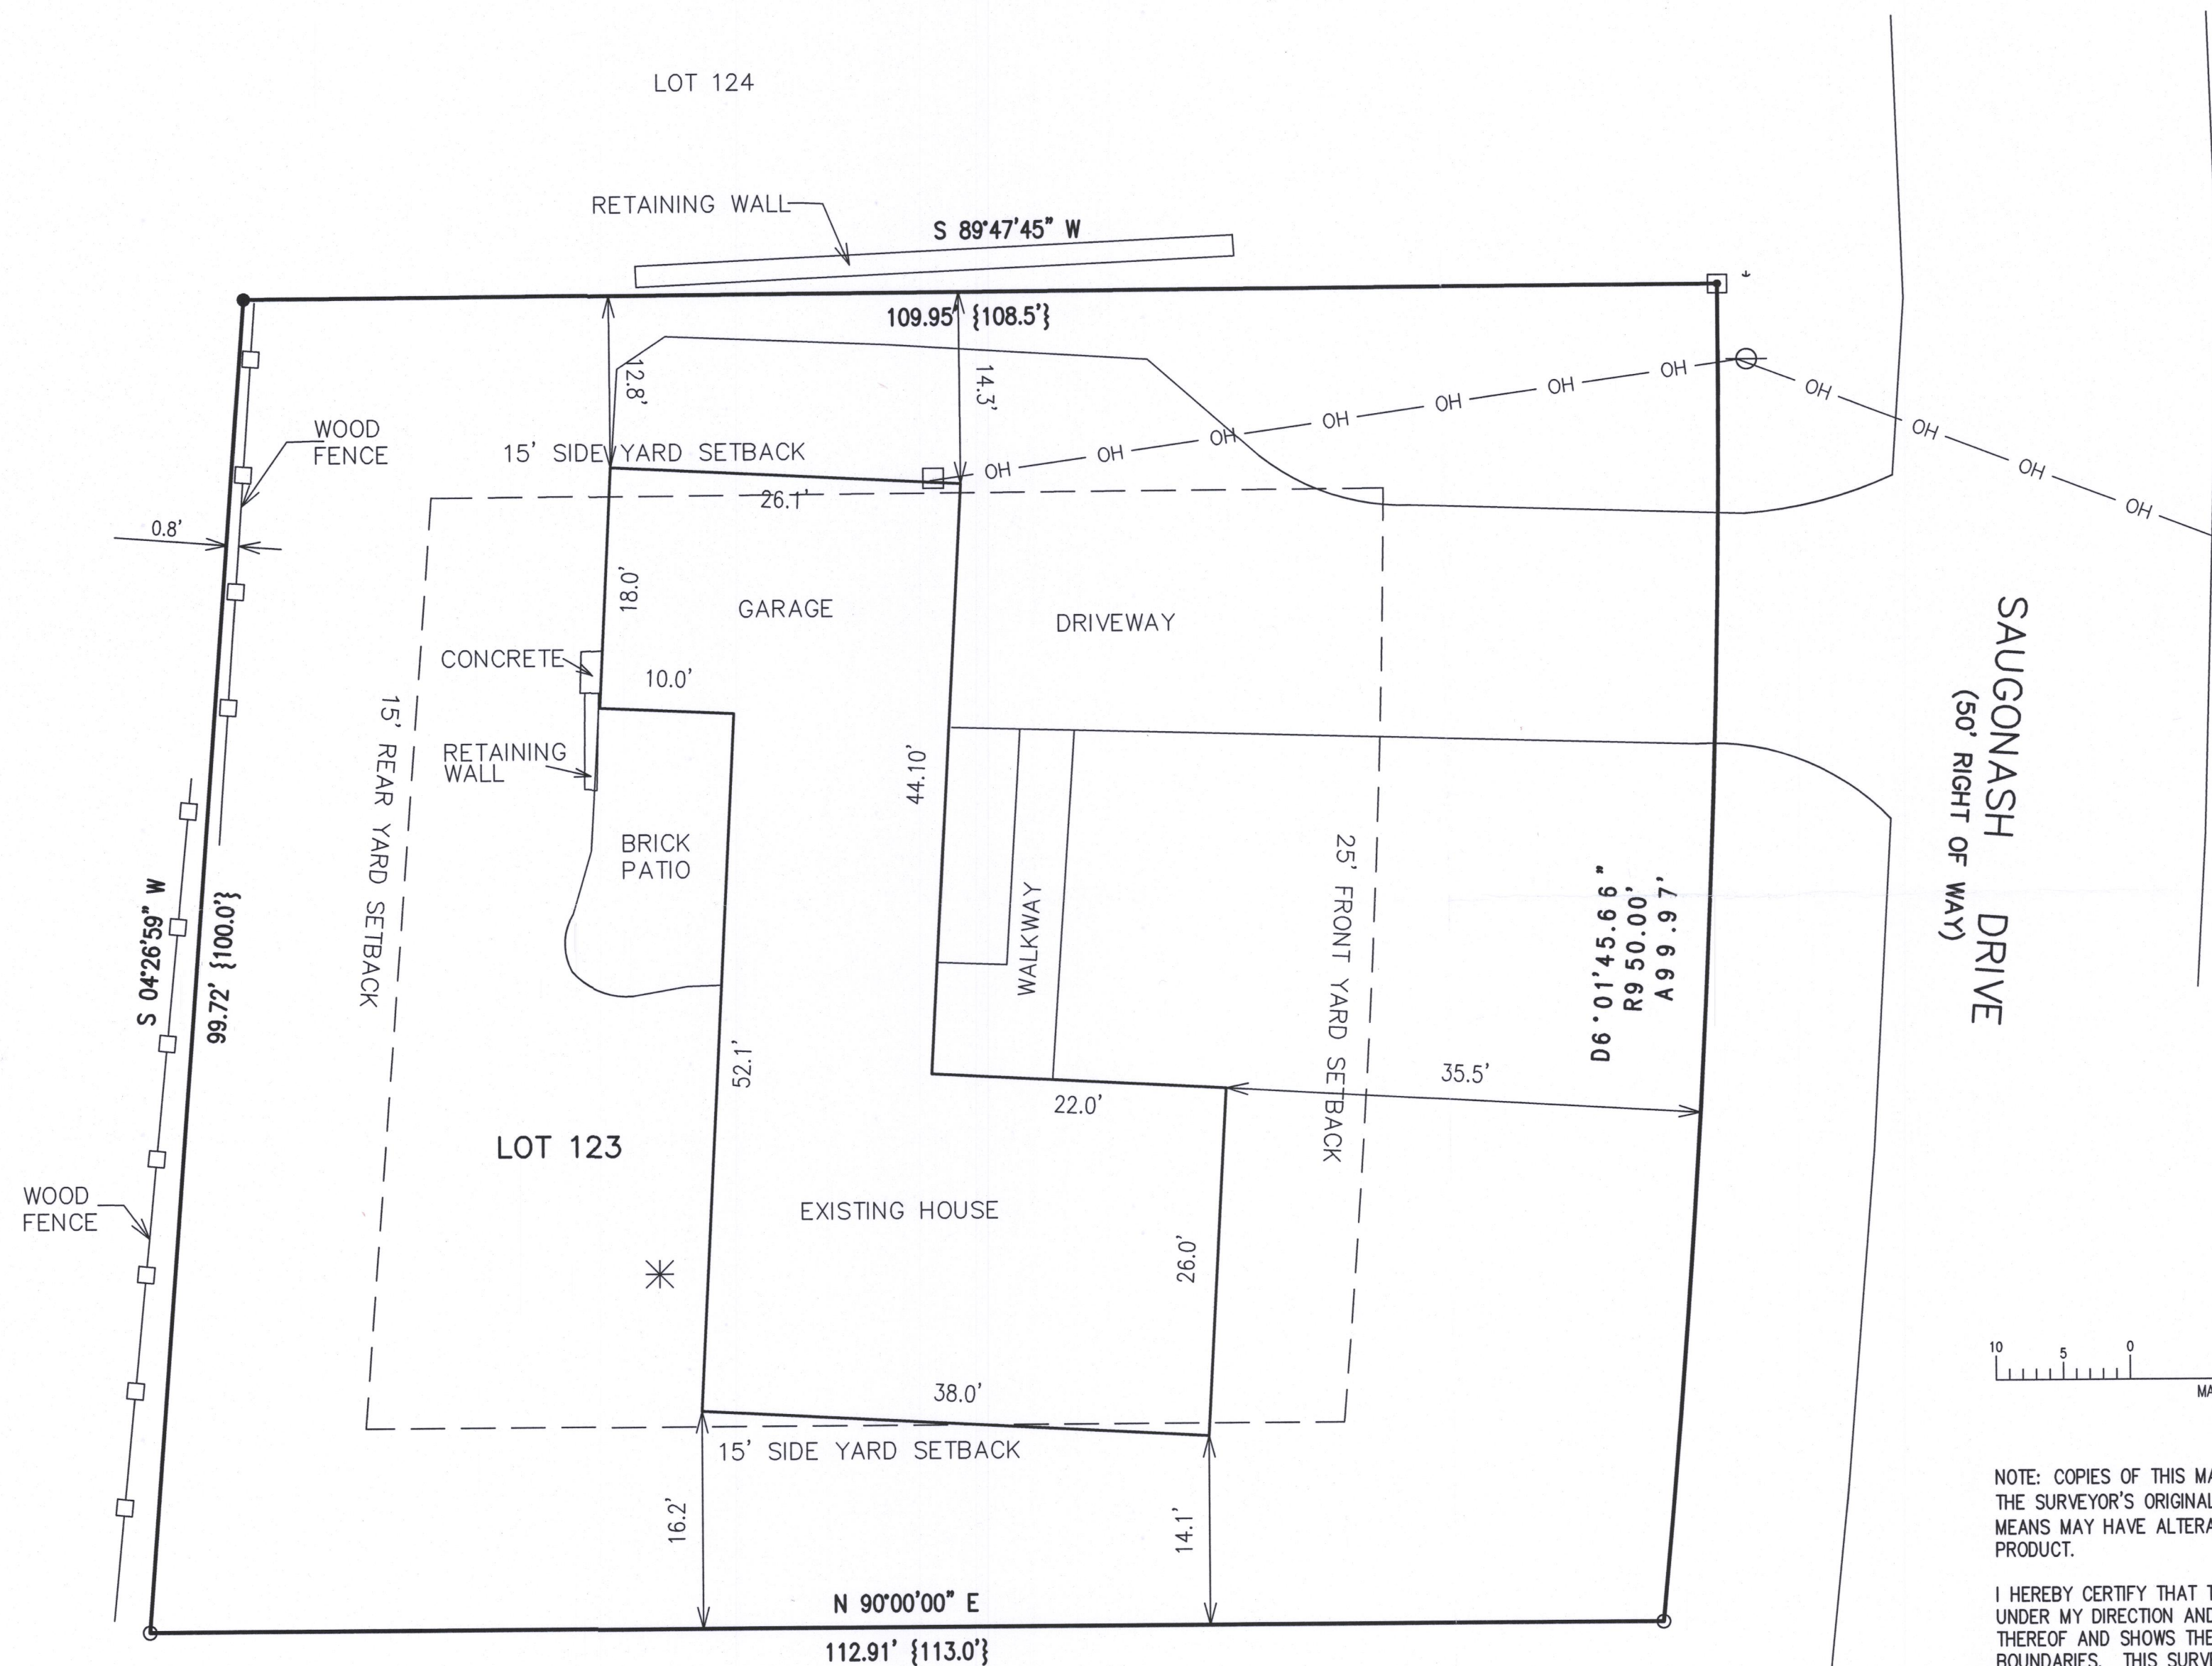 LOT 124
RETAINING WALL
S 89°47'45" W
109.95' {108.5'}
12.8'
14.3'
OH OH OH OH OH OH OH OH OH OH OH
WOOD
FENCE
15' SIDE YARD SETBACK
26.1'
0.8'
18.0'
GARAGE
DRIVEWAY
CONCRETE
10.0'
RETAINING
WALL
15' REAR YARD SETBACK
44.10'
BRICK
PATIO
WALKWAY
25' FRONT YARD SETBACK
D6°01'45.66"
R950.00'
A99.97'
SAUGONASH DRIVE
(50' RIGHT OF WAY)
S 04°26'59" W
99.72' {100.0'}
52.1'
35.5'
22.0'
LOT 123
WOOD
FENCE
EXISTING HOUSE
26.0'
38.0'
15' SIDE YARD SETBACK
16.2'
14.1'
N 90°00'00" E
112.91' {113.0'}
10 5 0
NOTE: COPIES OF THIS
THE SURVEYOR'S ORIGINAL
MEANS MAY HAVE
PRODUCT.
I HEREBY CERTIFY THAT
UNDER MY DIRECTION AND
THEREOF AND SHOWS THE
BOUNDARIES. THIS